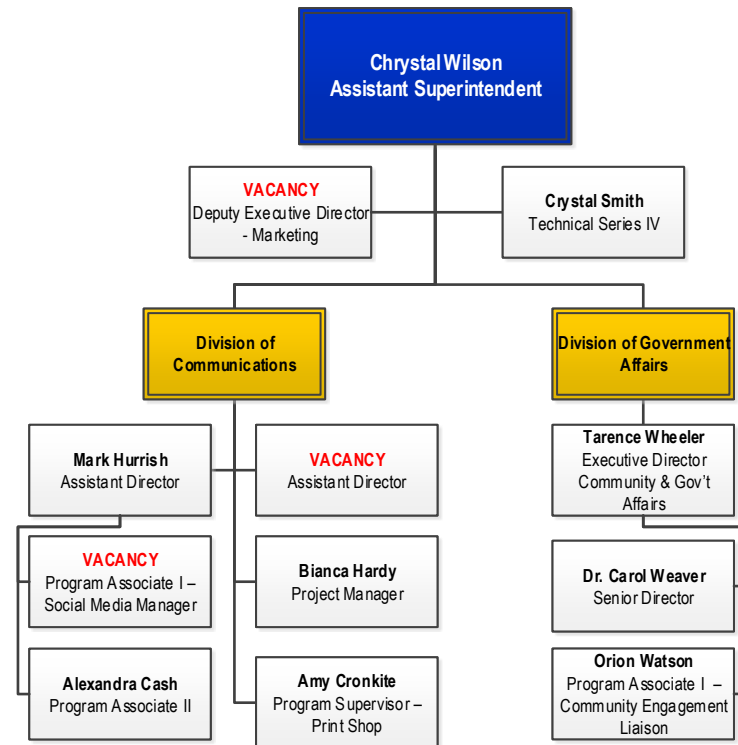 Chrystal Wilson
Assistant Superintendent
VACANCY
Deputy Executive Director
- Marketing
Crystal Smith
Technical Series IV
Division of
Communications
Division of Government
Affairs
Mark Hurrish
Assistant Director
VACANCY
Assistant Director
Tarence Wheeler
Executive Director
Community & Gov't
Affairs
VACANCY
Program Associate I –
Social Media Manager
Bianca Hardy
Project Manager
Dr. Carol Weaver
Senior Director
Alexandra Cash
Program Associate II
Amy Cronkite
Program Supervisor –
Print Shop
Orion Watson
Program Associate I –
Community Engagement
Liaison